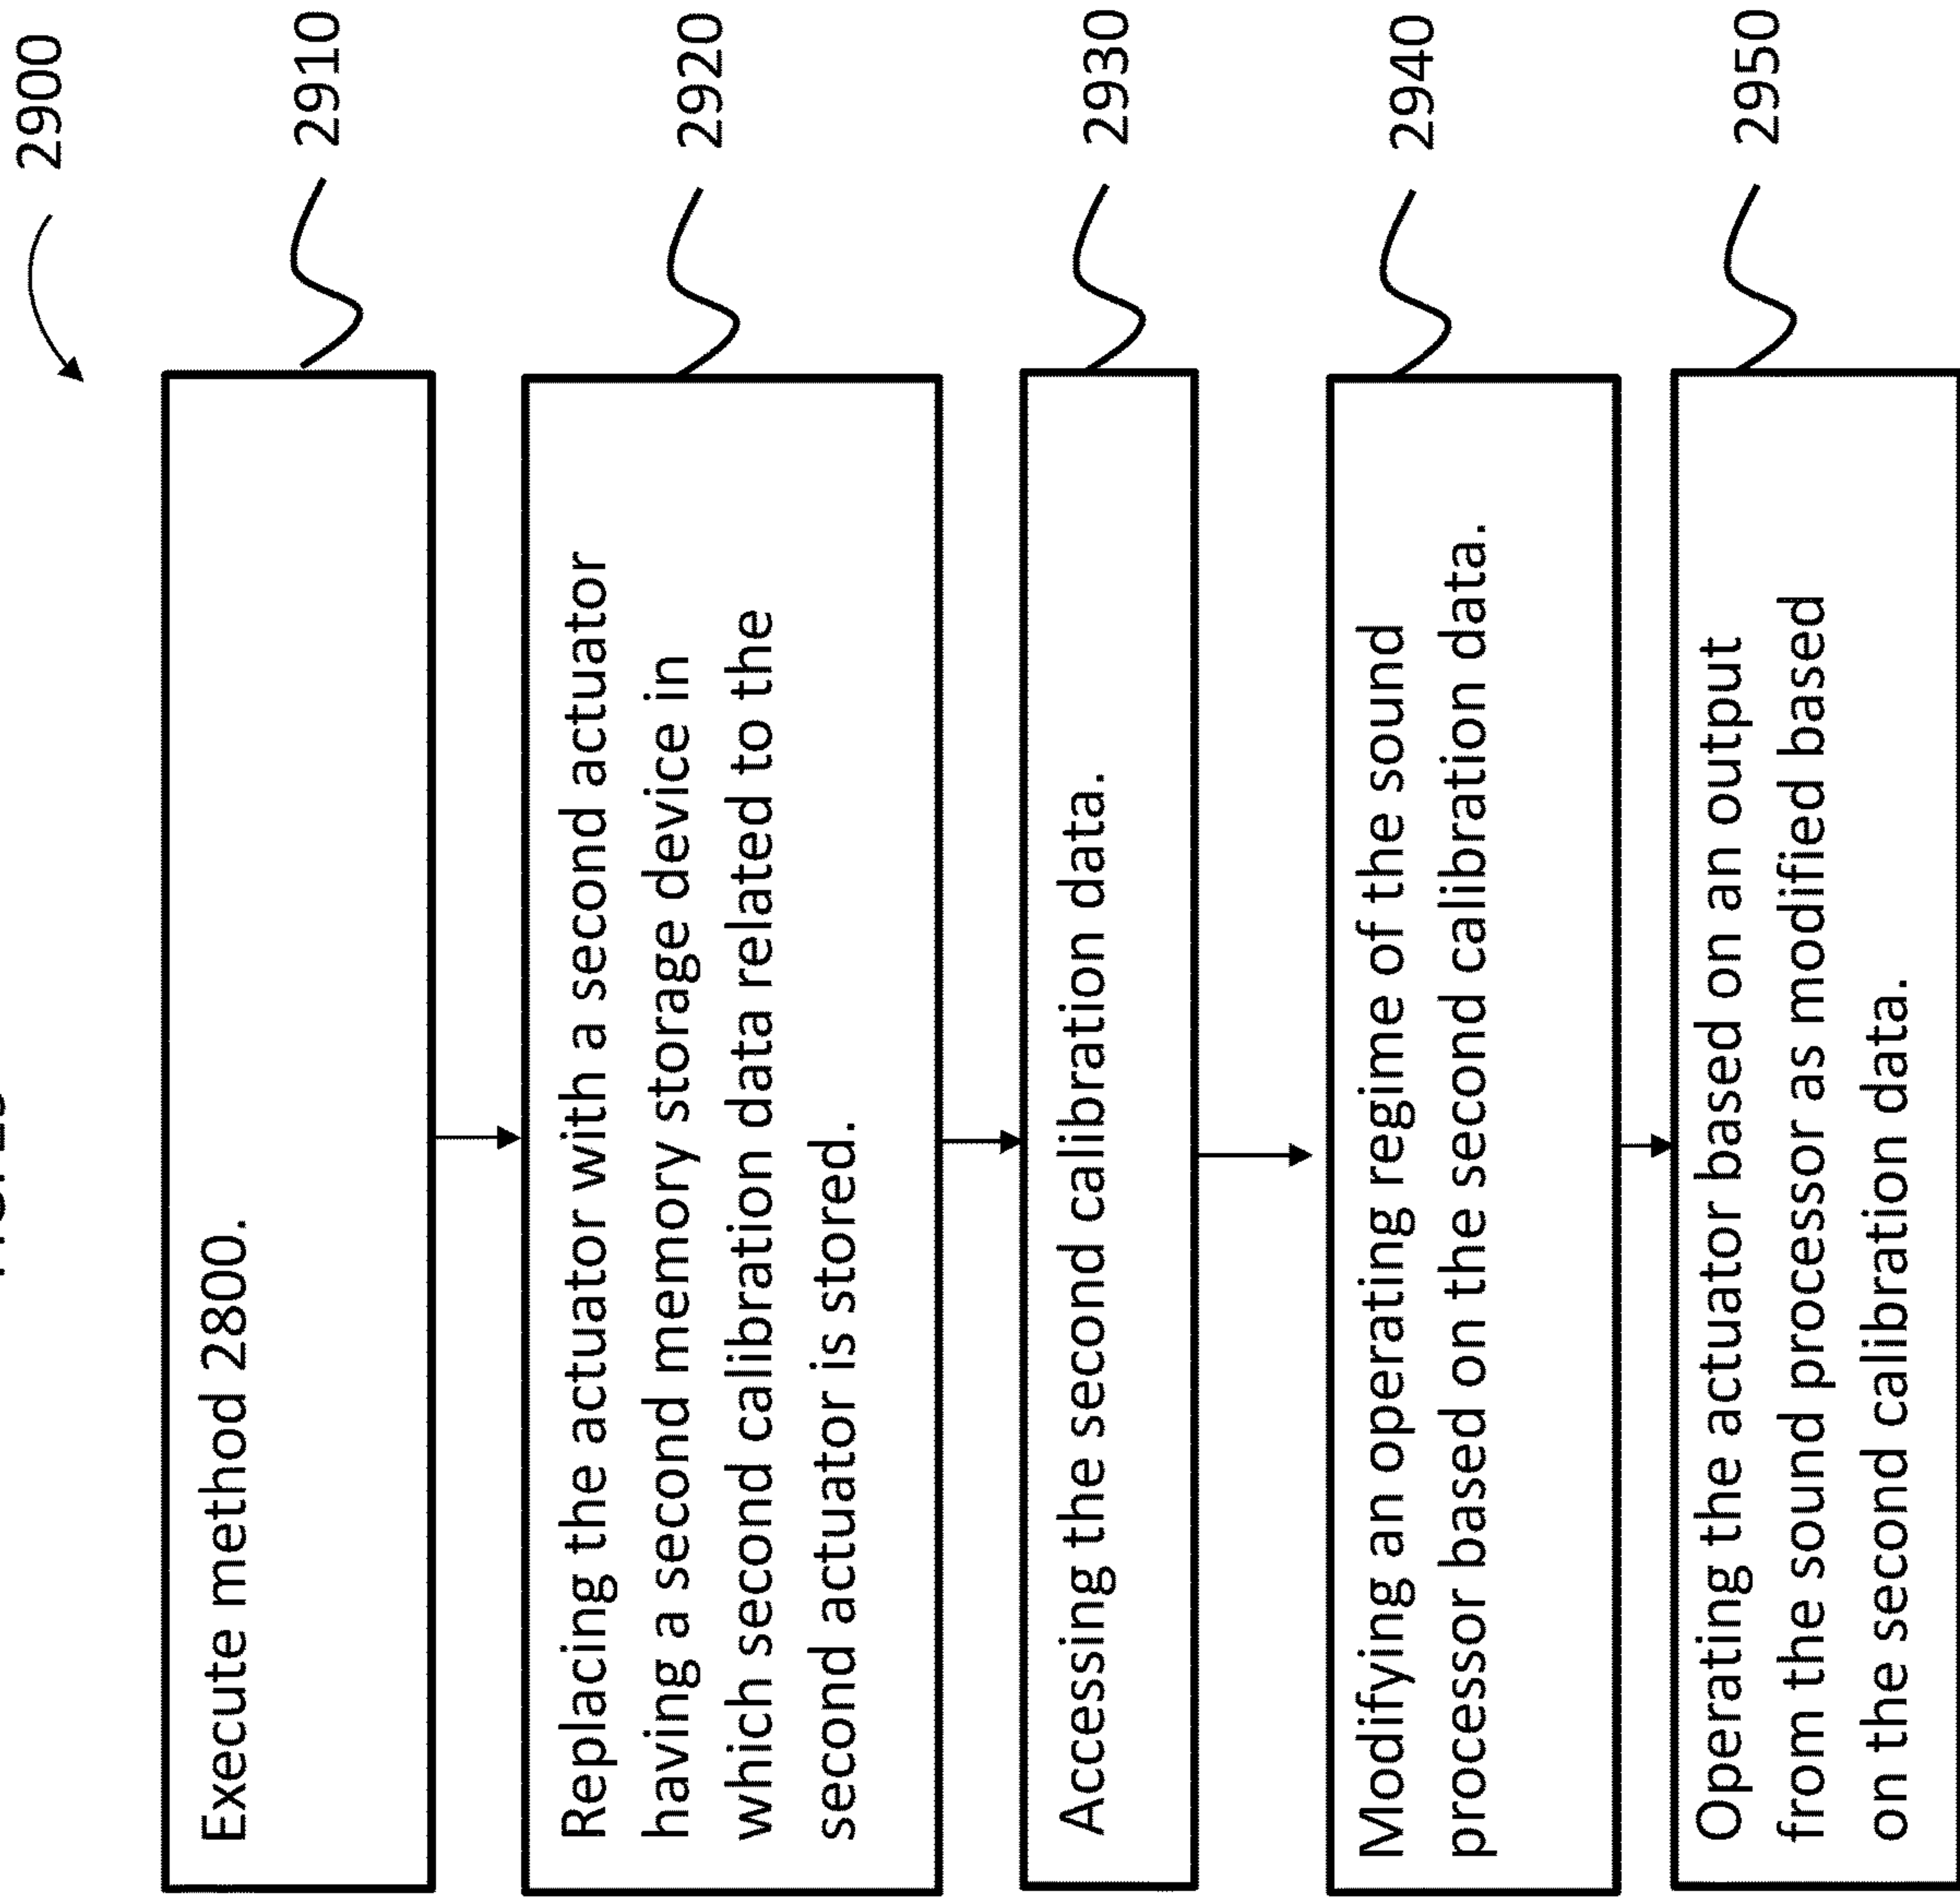 2900
Execute method 2800.
2910
Replacing the actuator with a second actuator
having a second memory storage device in
which second calibration data related to the
second actuator is stored.
2920
Accessing the second calibration data.
2930
Modifying an operating regime of the sound
processor based on the second calibration data.
2940
Operating the actuator based on an output
from the sound processor as modified based
on the second calibration data.
2950